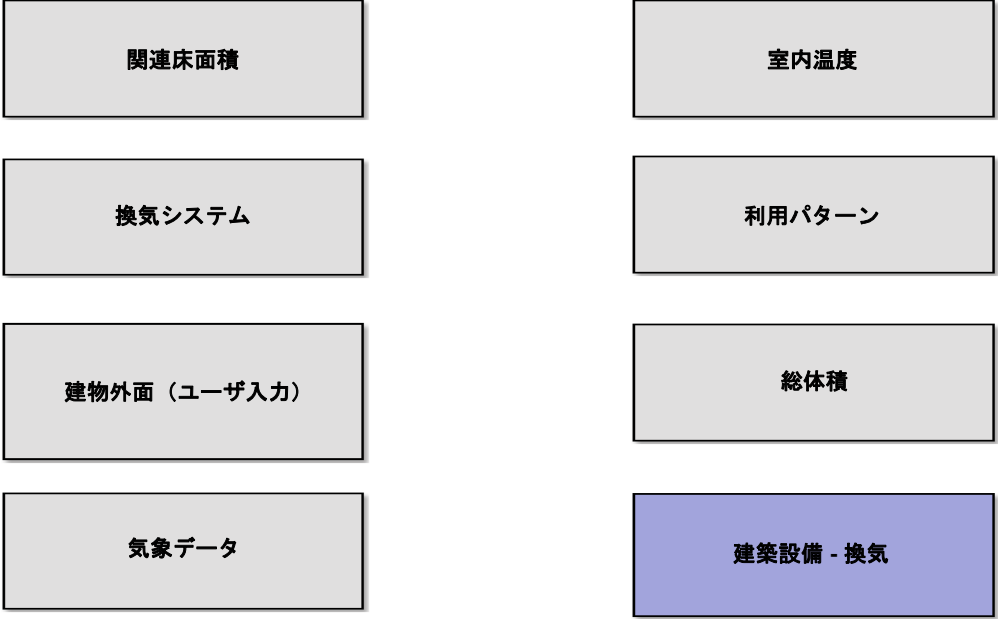 関連床面積
室内温度
換気システム
利用パターン
建物外面（ユーザ入力）
総体積
気象データ
建築設備 - 換気